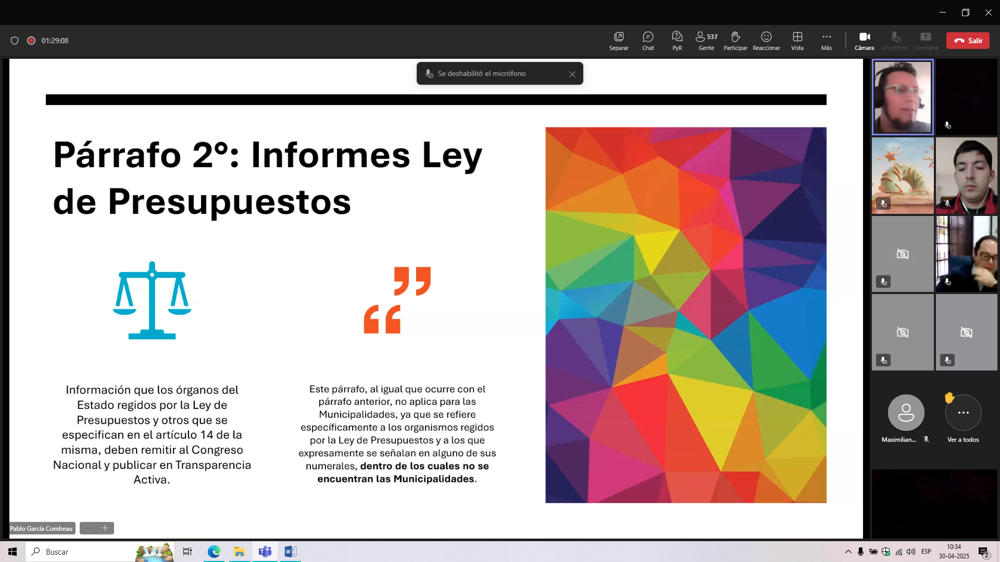 01:29:08
Separar
Chat
PyR
537
Gente
Participar
Reaccionar
Vista
Más
Cámara
Micrófono
Comparte
Salir
Se deshabilitó el micrófono
Párrafo 2°: Informes Ley
de Presupuestos
Información que los órganos del
Estado regidos por la Ley de
Presupuestos y otros que se
especifican en el artículo 14 de la
misma, deben remitir al Congreso
Nacional y publicar en Transparencia
Activa.
Este párrafo, al igual que ocurre con el
párrafo anterior, no aplica para las
Municipalidades, ya que se refiere
específicamente a los organismos regidos
por la Ley de Presupuestos y a los que
expresamente se señalan en alguno de sus
numerales, dentro de los cuales no se
encuentran las Municipalidades.
Maximilian...
Ver a todos
Pablo García Combeau
Buscar
ESP
10:34
30-04-2025
2